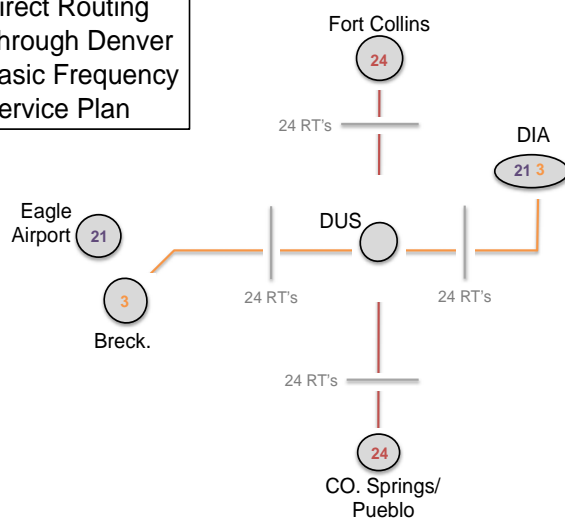 irect Routing
hrough Denver
asic Frequency
ervice Plan
Fort Collins
24
24 RT's
DIA
21 3
Eagle
Airport
21
DUS
3
24 RT's
24 RT's
Breck.
24 RT's
24
CO. Springs/
Pueblo